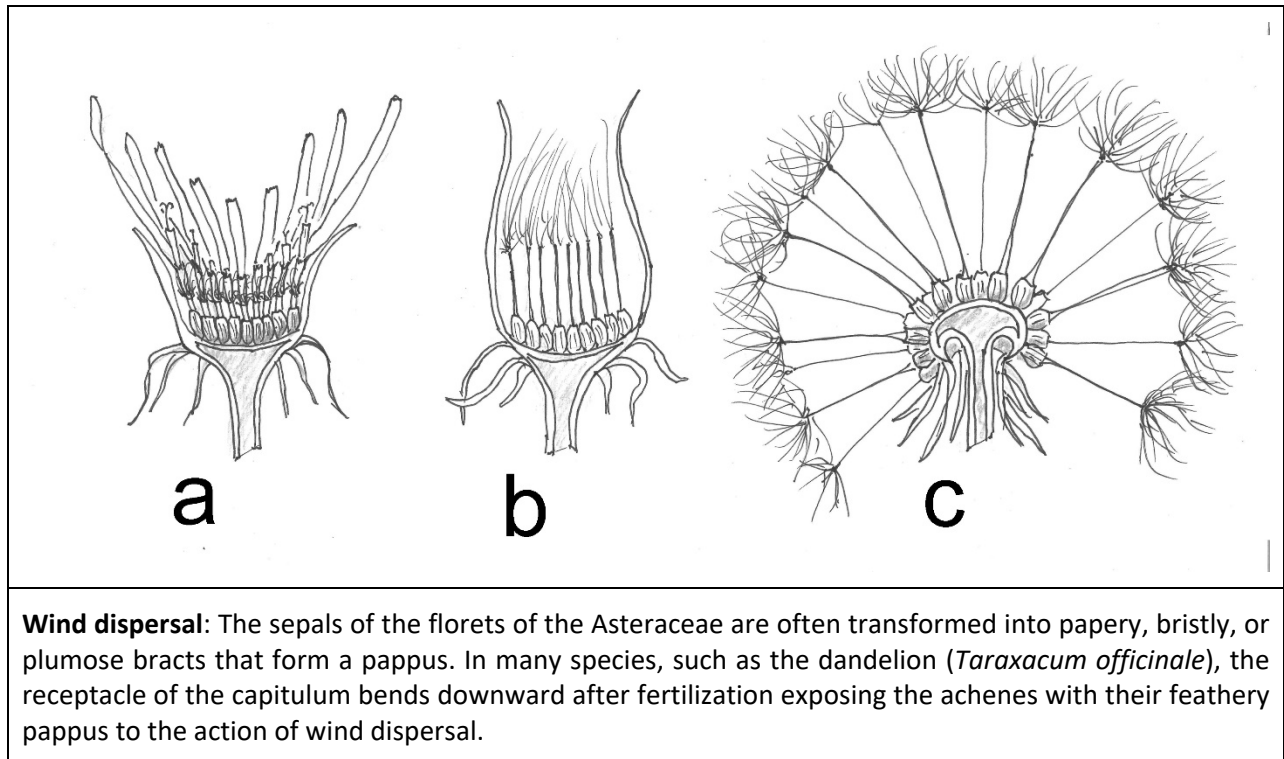 a
b
c
Wind dispersal: The sepals of the florets of the Asteraceae are often transformed into papery, bristly, or
plumose bracts that form a pappus. In many species, such as the dandelion (Taraxacum officinale), the
receptacle of the capitulum bends downward after fertilization exposing the achenes with their feathery
pappus to the action of wind dispersal.